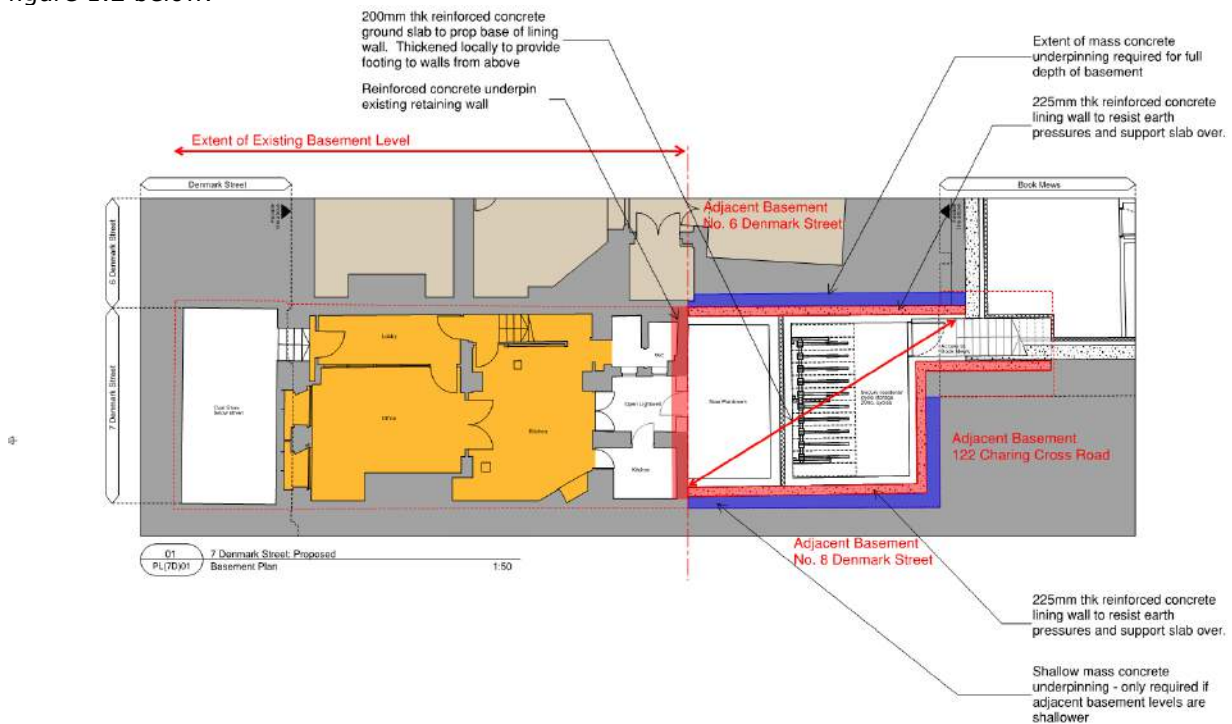 figure 1.2 below.
200mm thk reinforced concrete
ground slab to prop base of lining
wall. Thickened locally to provide
footing to walls from above
Reinforced concrete underpin
existing retaining wall
Extent of mass concrete
underpinning required for full
depth of basement
225mm thk reinforced concrete
lining wall to resist earth
pressures and support slab over.
Extent of Existing Basement Level
Denmark Street
Book Mews
6 Denmark Street
7 Denmark Street
Adjacent Basement
No. 6 Denmark Street
Lobby
Office
Kitchen
Open Lightwell
Kitchen
Adjacent Basement
122 Charing Cross Road
Adjacent Basement
No. 8 Denmark Street
01
PL(7D)01
7 Denmark Street: Proposed
Basement Plan
1:50
225mm thk reinforced concrete
lining wall to resist earth
pressures and support slab over.
Shallow mass concrete
underpinning - only required if
adjacent basement levels are
shallower